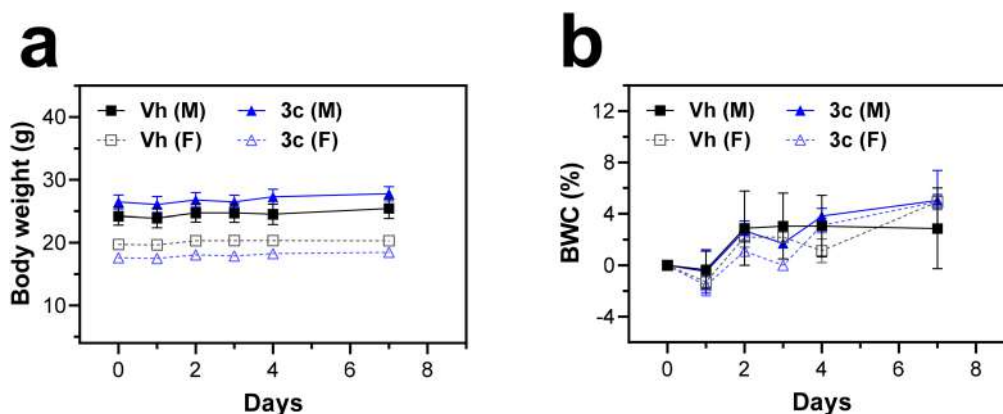 a
Vh (M)
3c (M)
Vh (F)
3c (F)
Body weight (g)
40
30
20
10
0
2
4
6
8
Days
b
Vh (M)
3c (M)
Vh (F)
3c (F)
BWC (%)
12
8
4
0
-4
0
2
4
6
8
Days